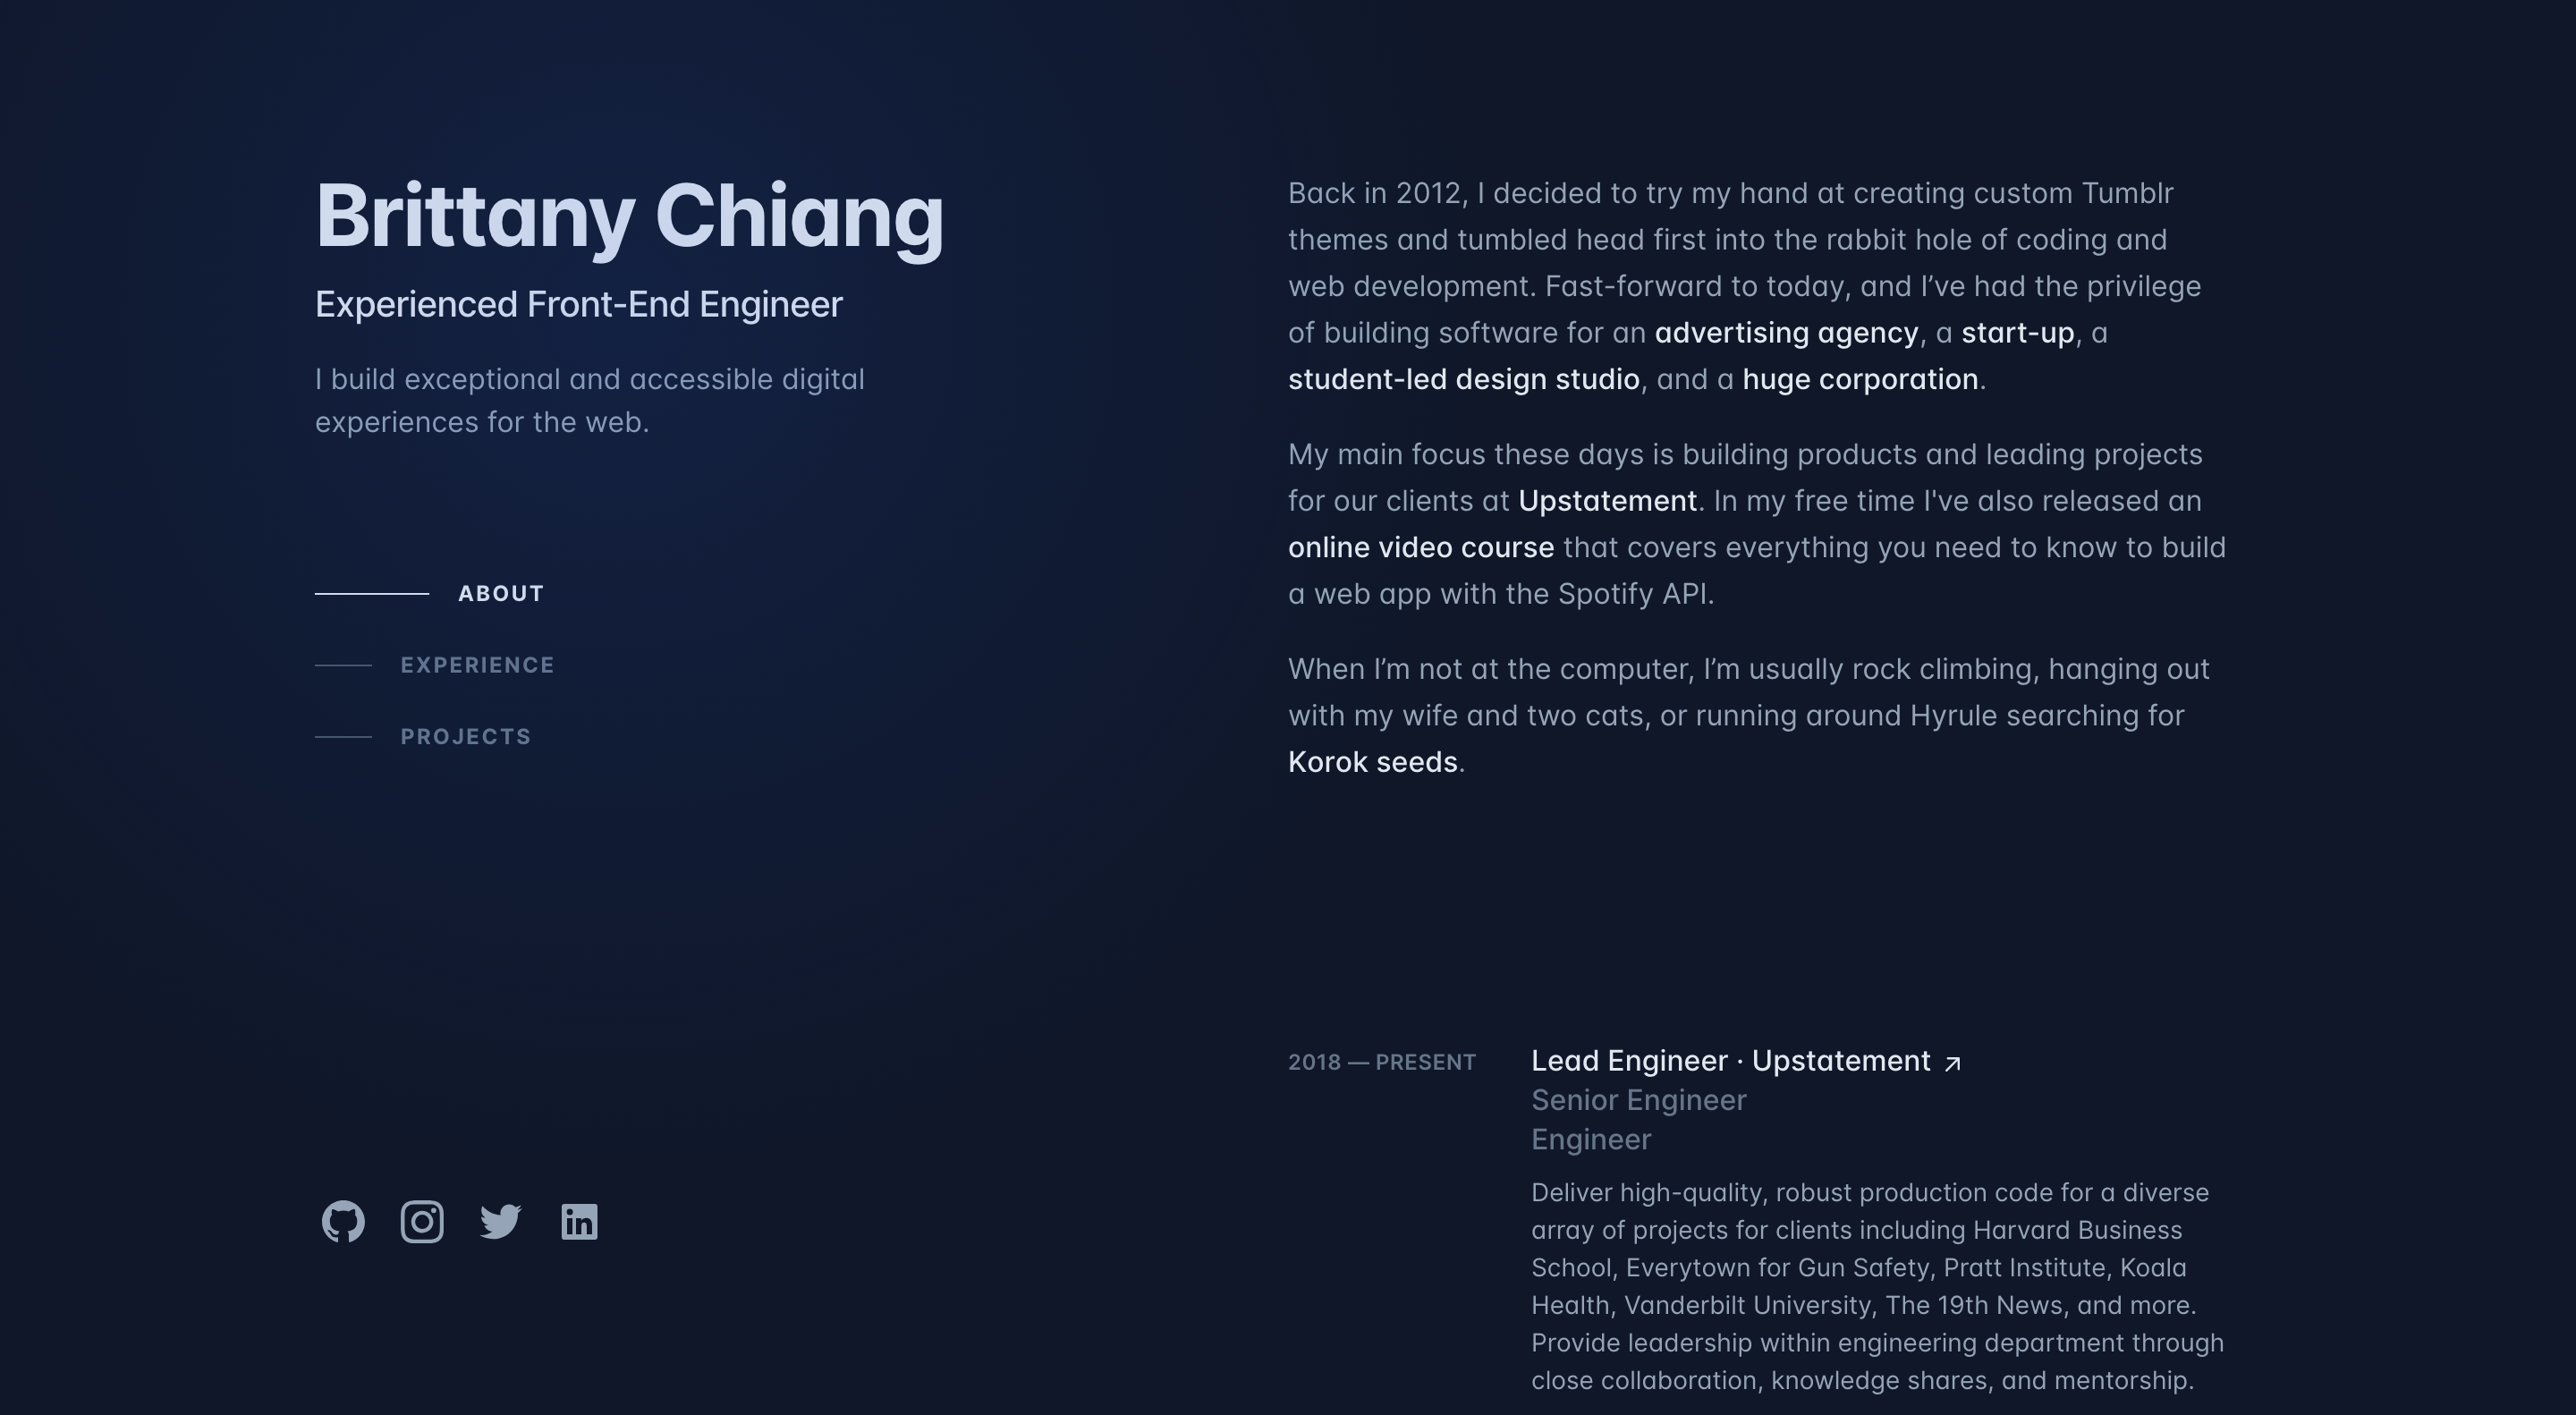 Brittany Chiang
Experienced Front-End Engineer
I build exceptional and accessible digital
experiences for the web.
ABOUT
EXPERIENCE
PROJECTS
Back in 2012, I decided to try my hand at creating custom Tumblr
themes and tumbled head first into the rabbit hole of coding and
web development. Fast-forward to today, and I’ve had the privilege
of building software for an advertising agency, a start-up, a
student-led design studio, and a huge corporation.
My main focus these days is building products and leading projects
for our clients at Upstatement. In my free time I've also released an
online video course that covers everything you need to know to build
a web app with the Spotify API.
When I’m not at the computer, I’m usually rock climbing, hanging out
with my wife and two cats, or running around Hyrule searching for
Korok seeds.
2018 — PRESENT
Lead Engineer · Upstatement ↗
Senior Engineer
Engineer
Deliver high-quality, robust production code for a diverse
array of projects for clients including Harvard Business
School, Everytown for Gun Safety, Pratt Institute, Koala
Health, Vanderbilt University, The 19th News, and more.
Provide leadership within engineering department through
close collaboration, knowledge shares, and mentorship.
in